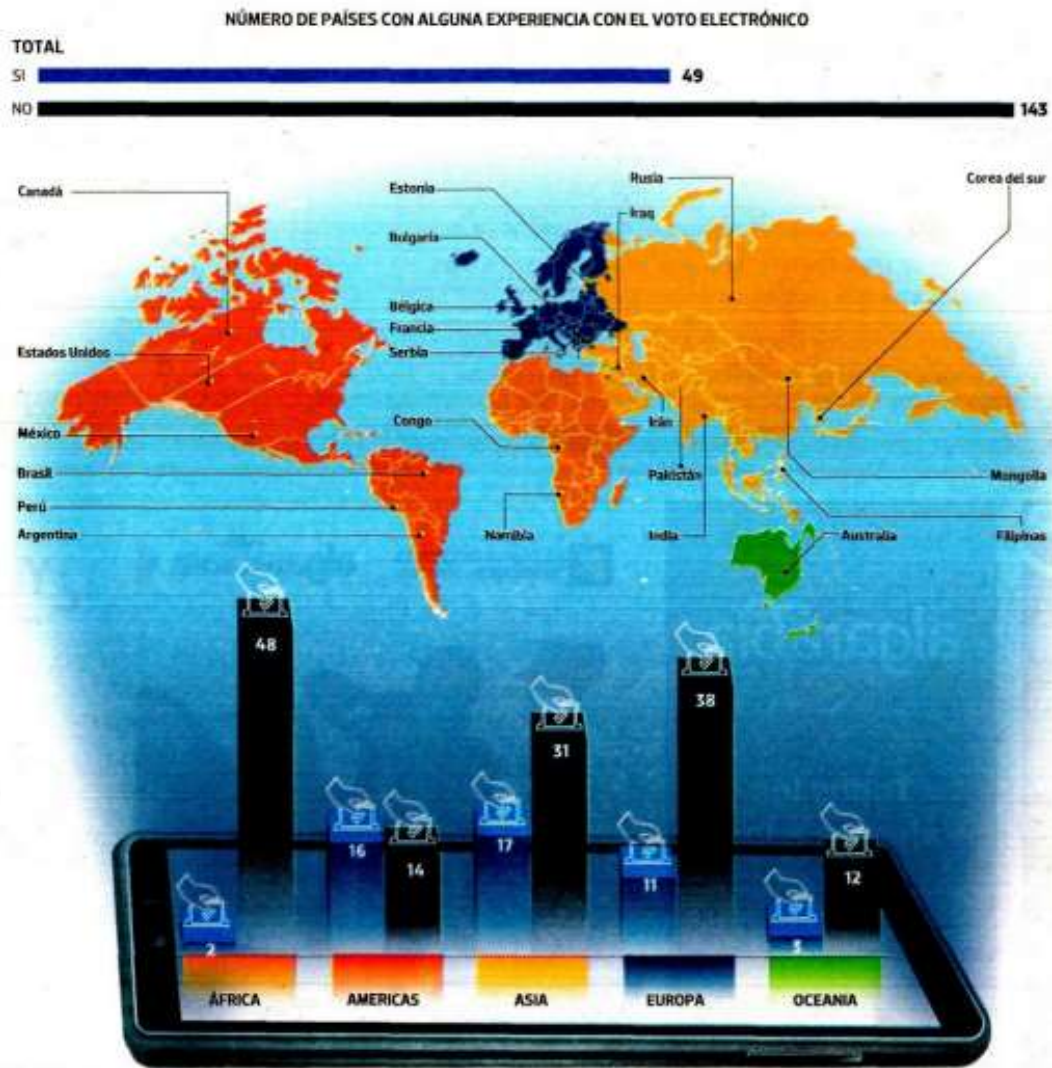 NÚMERO DE PAÍSES CON ALGUNA EXPERIENCIA CON EL VOTO ELECTRÓNICO
TOTAL
SI 49
NO 143
Canadá
Estonia
Rusia
Corea del sur
Iraq
Bulgaria
Bélgica
Francia
Estados Unidos
Serbia
México
Congo
Irán
Brasil
Pakistán
Mongolia
Perú
Argentina
Namibia
India
Australia
Filipinas
48
38
31
16
14
17
11
12
2
3
ÁFRICA
AMERICAS
ASIA
EUROPA
OCEANIA